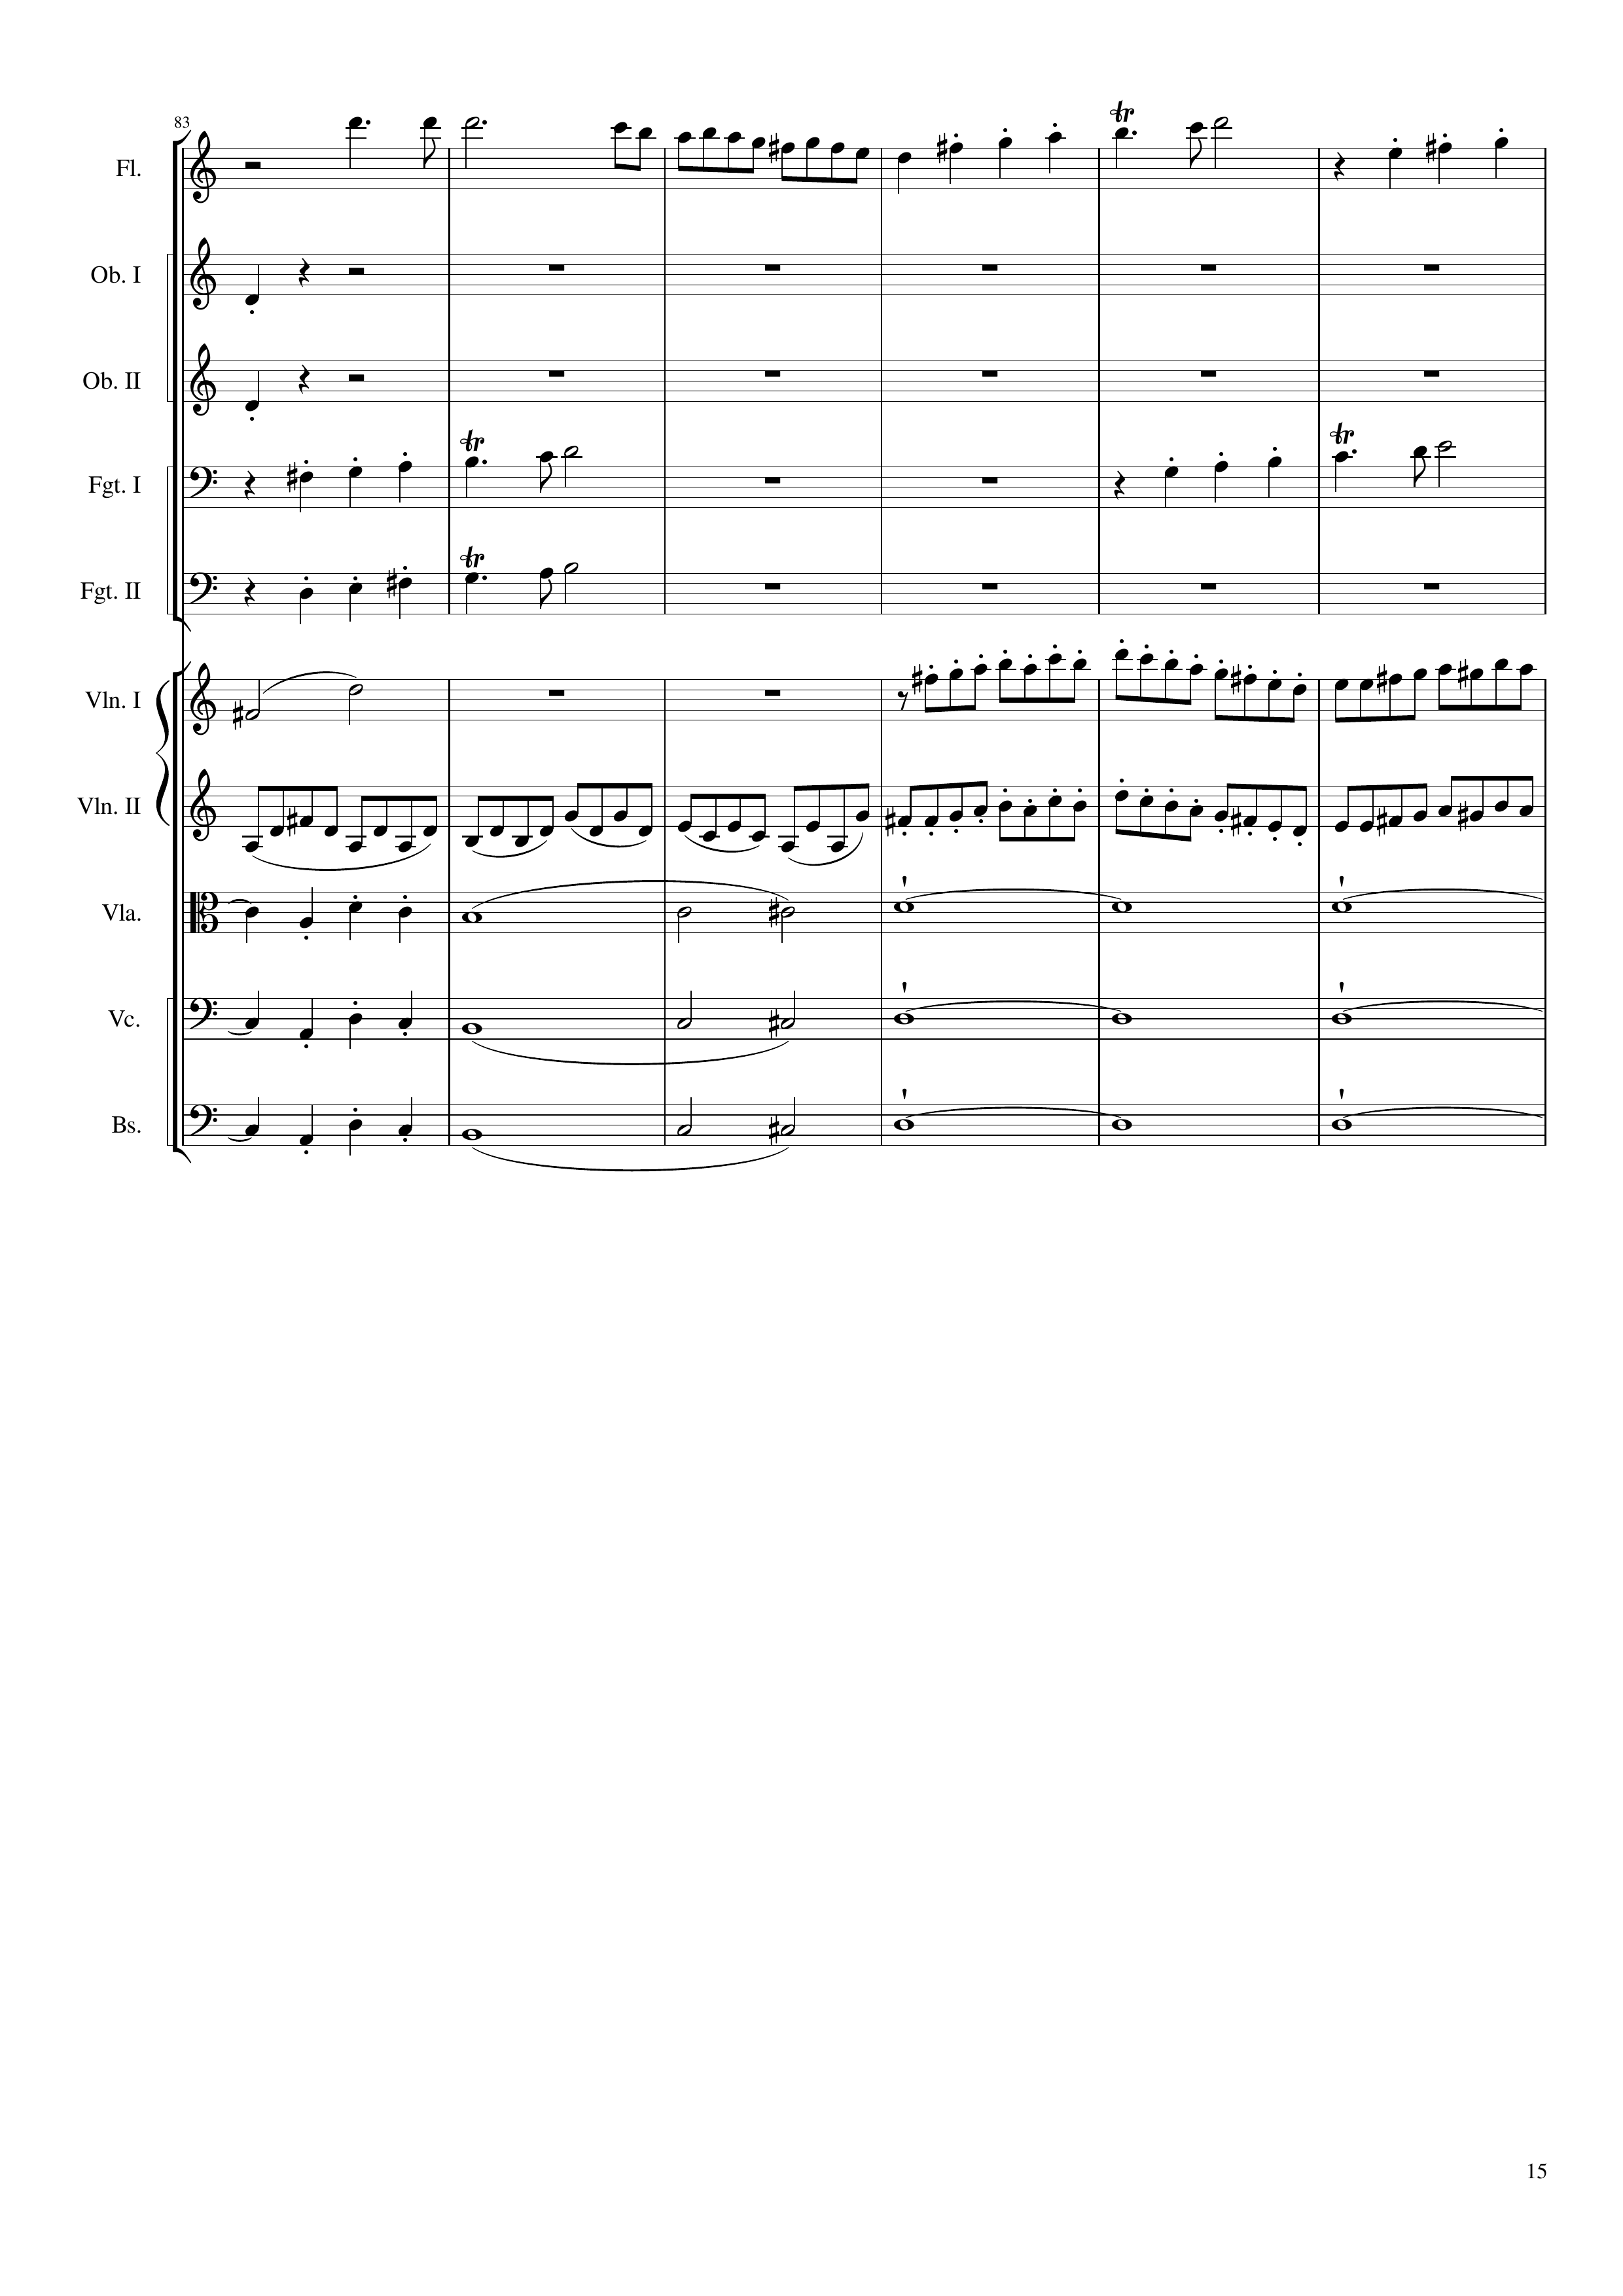 83
Fl.
Ob. I
Ob. II
Fgt. I
Fgt. II
Vln. I
Vln. II
Vla.
Vc.
Bs.
15